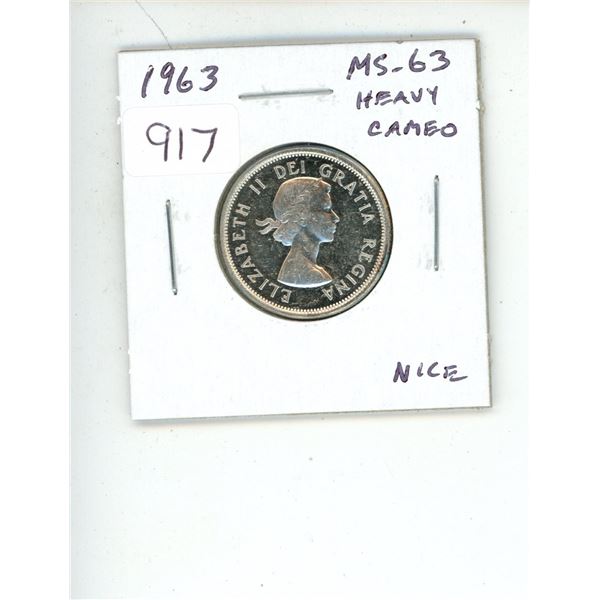 1963
MS-63
HEAVY
CAMEO
917
ELIZABETH II DEI GRATIA REGINA
NICE